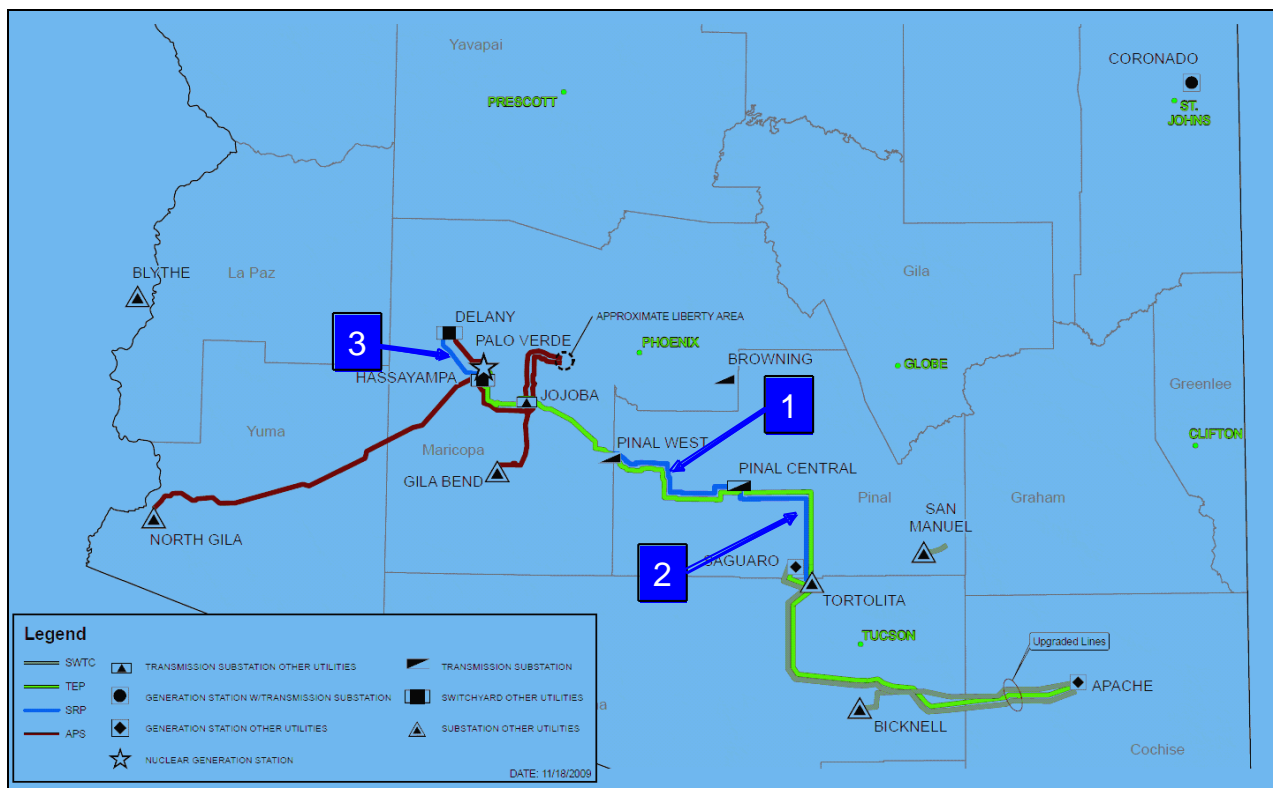 Yavapai
CORONADO
PRESCOTT
ST.
JOHNS
BLYTHE
La Paz
Gila
DELANY
APPROXIMATE LIBERTY AREA
3
PALO VERDE
PHOENIX
BROWNING
GLOBE
HASSAYAMPA
JOJOBA
Greenlee
1
Yuma
Maricopa
PINAL WEST
CLIFTON
GILA BEND
PINAL CENTRAL
Pinal
Graham
SAN
MANUEL
NORTH GILA
2
SAGUARO
TORTOLITA
TUCSON
Upgraded Lines
APACHE
BICKNELL
Cochise
Legend
SWTC
TEP
SRP
APS
TRANSMISSION SUBSTATION OTHER UTILITIES
GENERATION STATION W/TRANSMISSION SUBSTATION
GENERATION STATION OTHER UTILITIES
NUCLEAR GENERATION STATION
TRANSMISSION SUBSTATION
SWITCHYARD OTHER UTILITIES
SUBSTATION OTHER UTILITIES
DATE: 11/18/2009